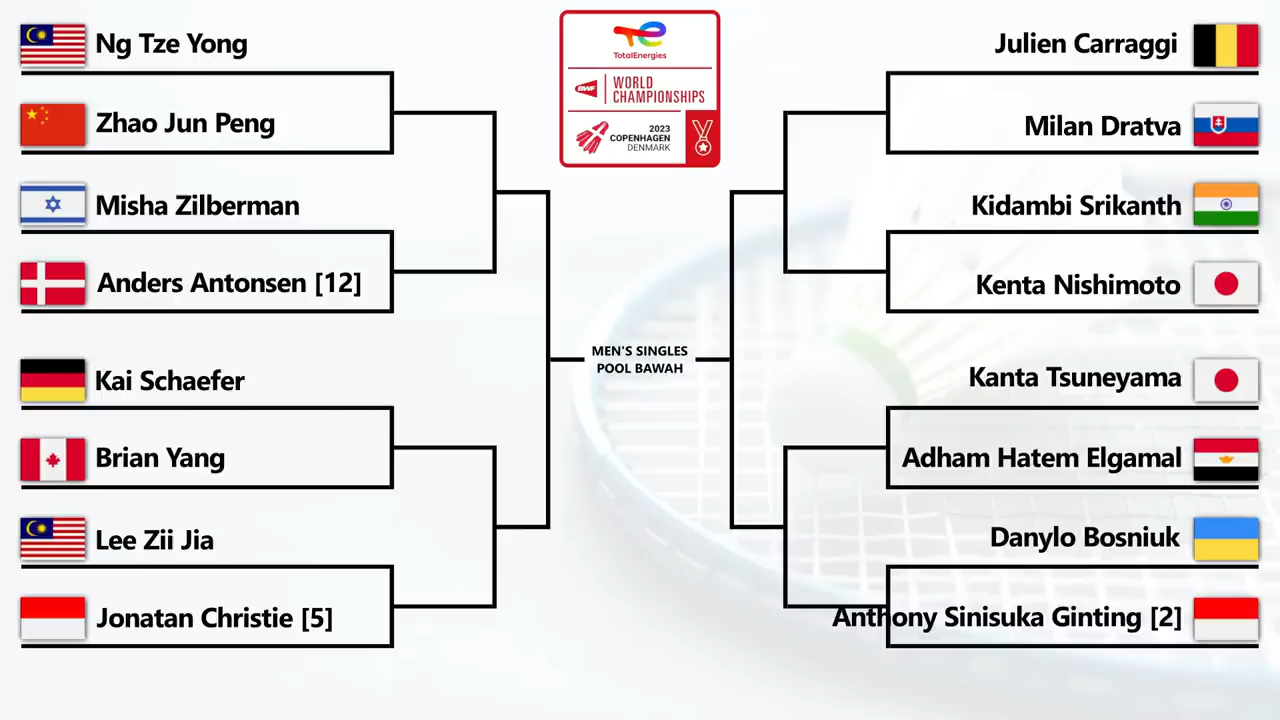 Ng Tze Yong
Zhao Jun Peng
Misha Zilberman
Anders Antonsen [12]
Kai Schaefer
Brian Yang
Lee Zii Jia
Jonatan Christie [5]
TotalEnergies
BWF
WORLD
CHAMPIONSHIPS
2023
COPENHAGEN
DENMARK
MEN'S SINGLES
POOL BAWAH
Julien Carraggi
Milan Dratva
Kidambi Srikanth
Kenta Nishimoto
Kanta Tsuneyama
Adham Hatem Elgamal
Danylo Bosniuk
Anthony Sinisuka Ginting [2]